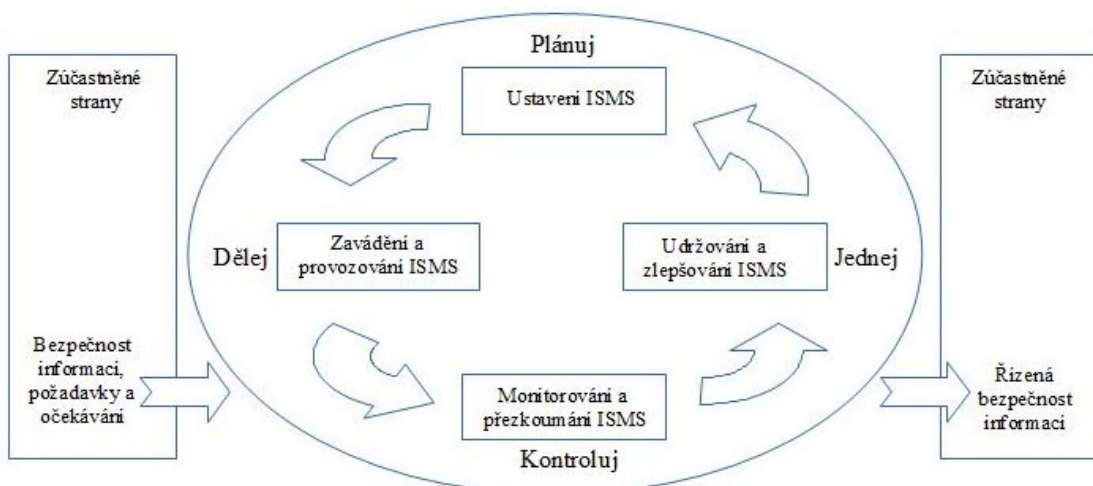 Zúčastněné
strany
Bezpečnost
informací,
požadavky a
očekávání
Plánuj
Ustavení ISMS
Dělej
Zavádění a
provozování ISMS
Udržování a
zlepšování ISMS
Jednej
Monitorování a
přezkoumání ISMS
Kontroluj
Zúčastněné
strany
Řízená
bezpečnost
informací